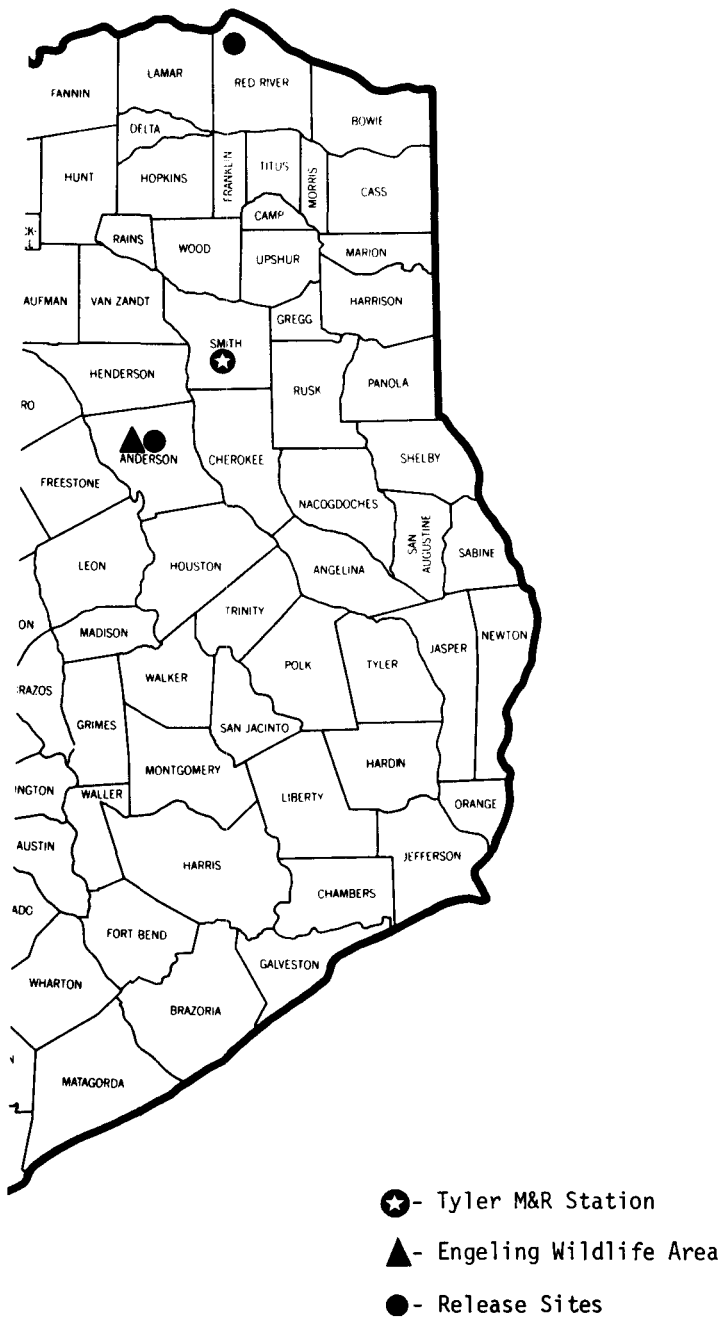 LAMAR
RED RIVER
FANNIN
BOWIE
DELTA
HUNT
HOPKINS
FRANKLIN
TITUS
MORRIS
CASS
CAMP
RAINS
WOOD
UPSHUR
MARION
AUFMAN
VAN ZANDT
HARRISON
GREGG
SMITH
HENDERSON
RUSK
PANOLA
RO
ANDERSON
CHEROKEE
SHELBY
FREESTONE
NACOGDOCHES
SAN AUGUSTINE
SABINE
LEON
HOUSTON
ANGELINA
TRINITY
ON
MADISON
NEWTON
JASPER
POLK
TYLER
WALKER
RAZOS
GRIMES
SAN JACINTO
HARDIN
MONTGOMERY
NGTON
WALLER
LIBERTY
ORANGE
AUSTIN
JEFFERSON
HARRIS
CHAMBERS
ADO
FORT BEND
GALVESTON
WHARTON
BRAZORIA
MATAGORDA
- Tyler M&R Station
- Engeling Wildlife Area
- Release Sites